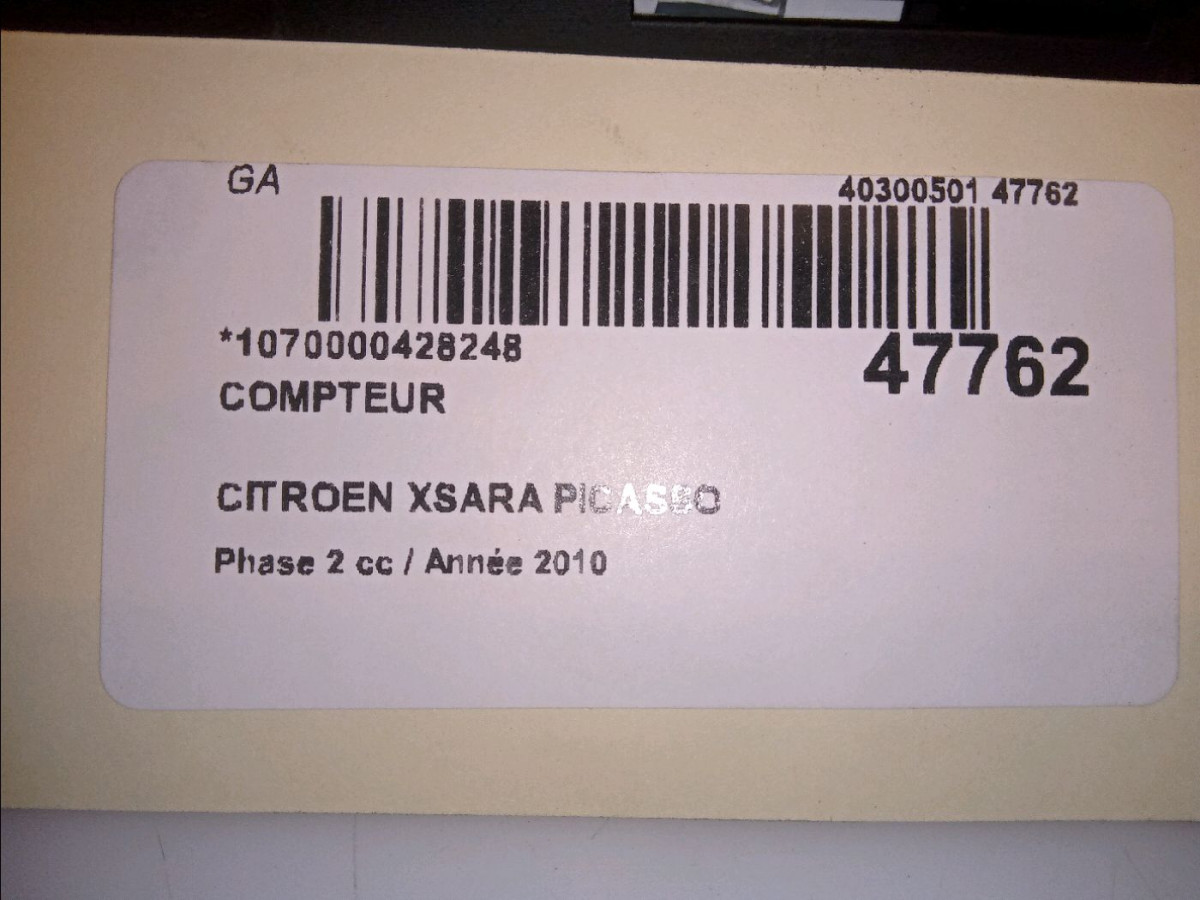 GA
40300501 47762
*1070000428248
47762
COMPTEUR
CITROEN XSARA PICASSO
Phase 2 cc / Année 2010